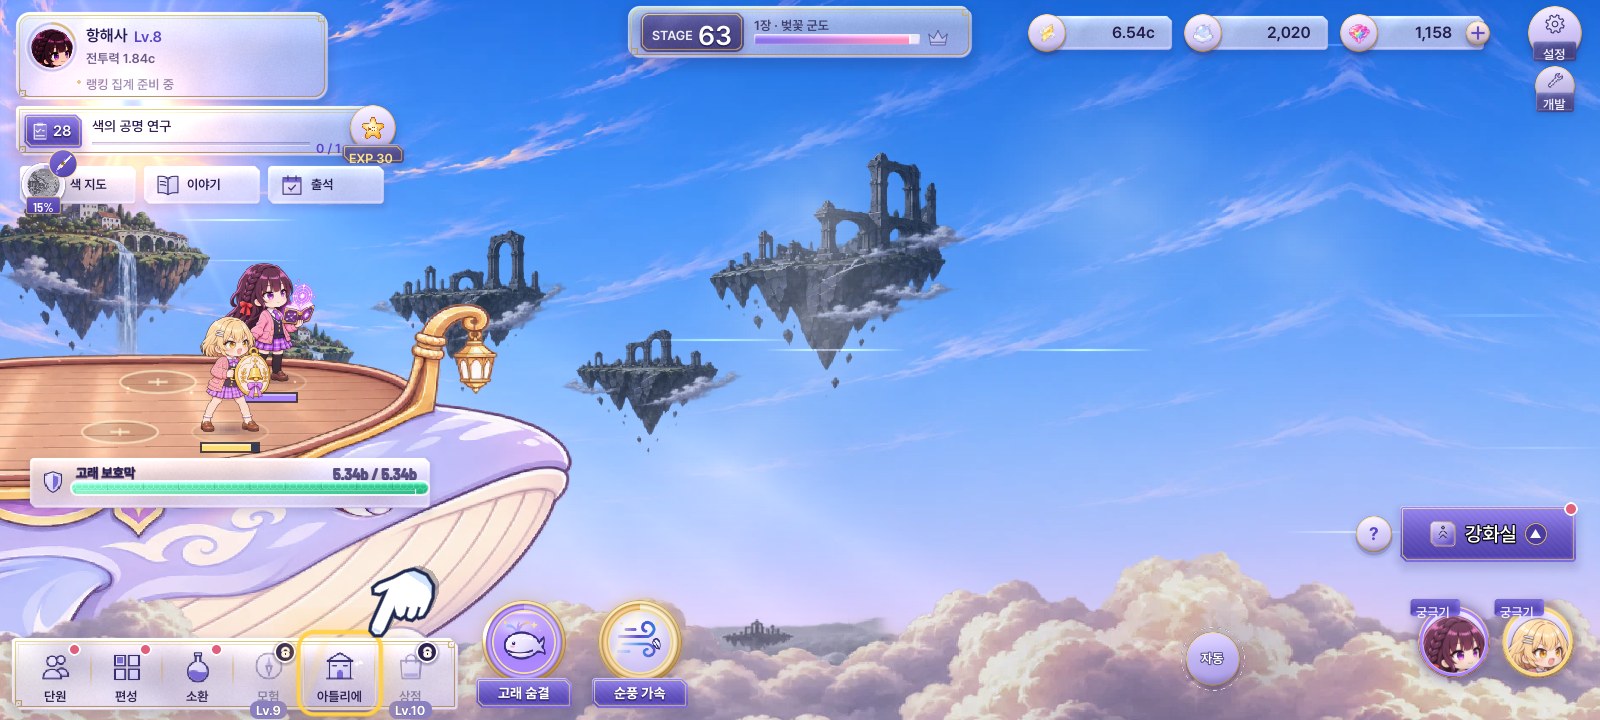 항해사 Lv.8
전투력 1.84c
랭킹 집계 준비 중
28 색의 공명 연구
0 / 1
EXP 30
색 지도
15%
이야기
출석
STAGE 63
1장 · 벚꽃 군도
6.54c
2,020
1,158
설정
개발
고래 보호막 5.34b / 5.34b
단원
편성
소환
모험
Lv.9
아틀리에
상점
Lv.10
고래 숨결
순풍 가속
자동
?
강화실
궁극기
궁극기